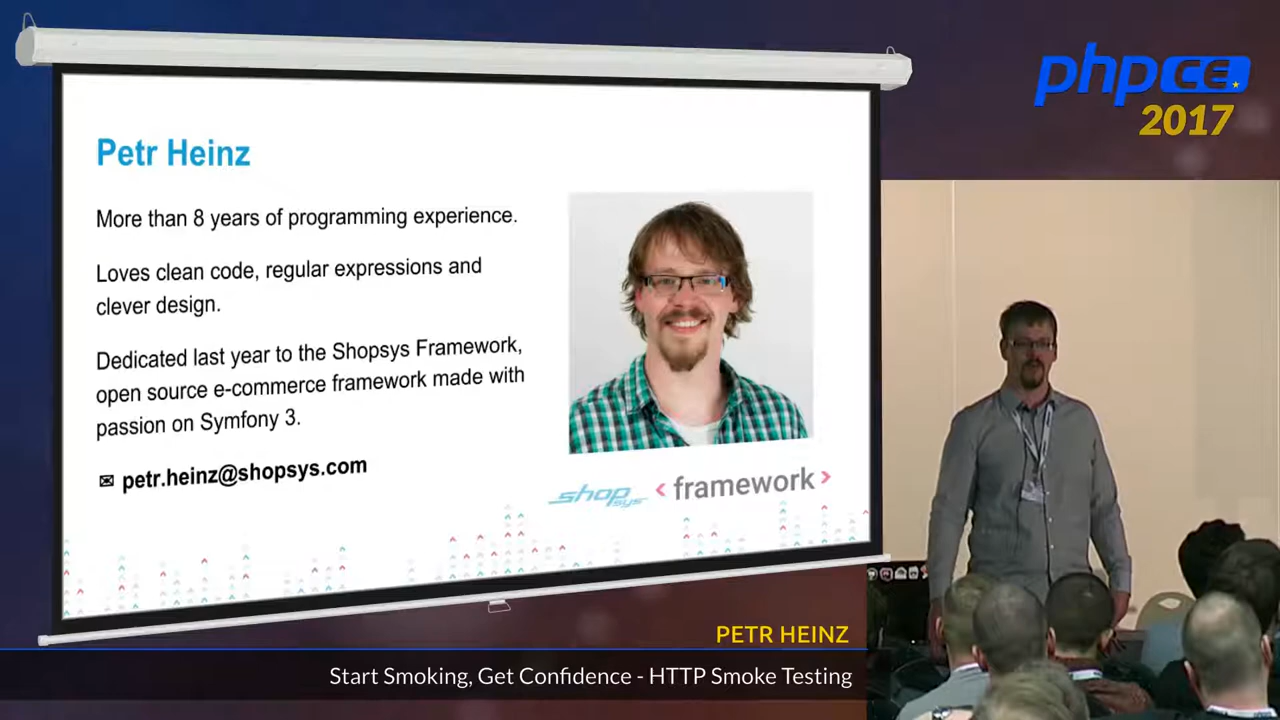 phpCE
2017
Petr Heinz
More than 8 years of programming experience.
Loves clean code, regular expressions and
clever design.
Dedicated last year to the Shopsys Framework,
open source e-commerce framework made with
passion on Symfony 3.
✉ petr.heinz@shopsys.com
shopsys <framework>
PETR HEINZ
Start Smoking, Get Confidence - HTTP Smoke Testing